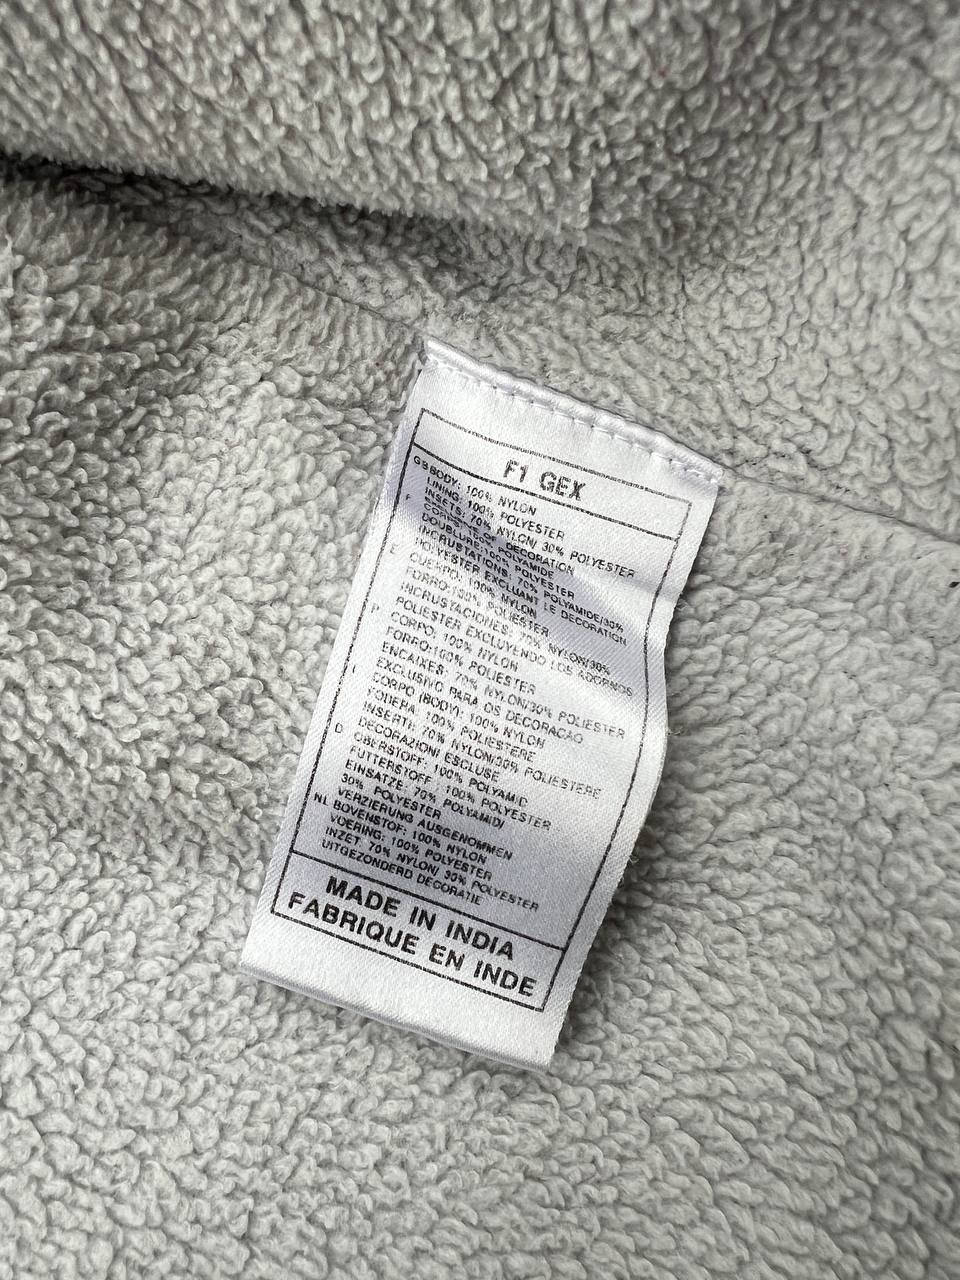 F1 GEX
GB BODY: 100% NYLON
LINING: 100% POLYESTER
INSETS: 70% NYLON/ 30% POLYESTER
DECORATION
F 100% POLYAMIDE
DOUBLURE:100% POLYESTER
INCRUSTATIONS: 70% POLYAMIDE/30%
POLYESTER EXCLUANT LE DECORATION
E CUERPO: 100% NYLON
FORRO:100% POLIESTER
INCRUSTACIONES: 70% NYLON/30%
POLIESTER EXCLUYENDO LOS ADORNOS
P CORPO: 100% NYLON
FORRO:100% POLIESTER
ENCAIXES: 70% NYLON/30% POLIESTER
EXCLUSIVO PARA OS DECORACAO
I CORPO (BODY): 100% NYLON
FODERA: 100% POLIESTERE
INSERTI: 70% NYLON/30% POLIESTERE
DECORAZIONI ESCLUSE
D OBERSTOFF: 100% POLYAMID
FUTTERSTOFF: 100% POLYESTER
EINSATZE: 70% POLYAMID/
30% POLYESTER
VERZIERUNG AUSGENOMMEN
NL BOVENSTOF: 100% NYLON
VOERING: 100% POLYESTER
INZET: 70% NYLON/ 30% POLYESTER
UITGEZONDERD DECORATIE
MADE IN INDIA
FABRIQUE EN INDE